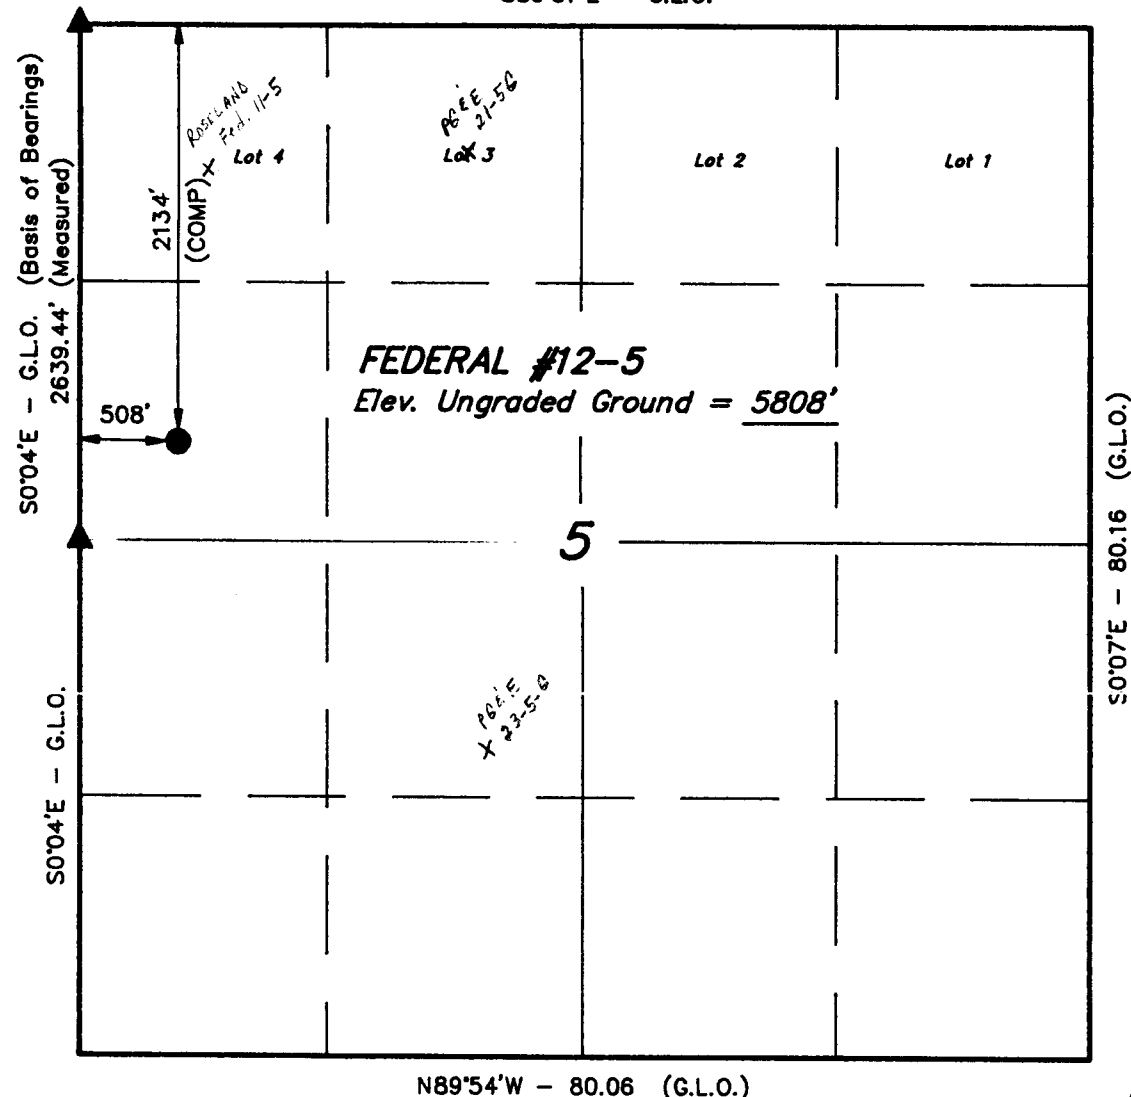 ROSELAND
Fed. 11-5
PG&E
21-5G
Lot 4
Lot 3
Lot 2
Lot 1
2134'
(COMP)
S0°04'E - G.L.O. (Basis of Bearings)
2639.44' (Measured)
FEDERAL #12-5
Elev. Ungraded Ground = 5808'
508'
S0°07'E - 80.16 (G.L.O.)
5
PG&E
23-5-G
S0°04'E - G.L.O.
N89°54'W - 80.06 (G.L.O.)